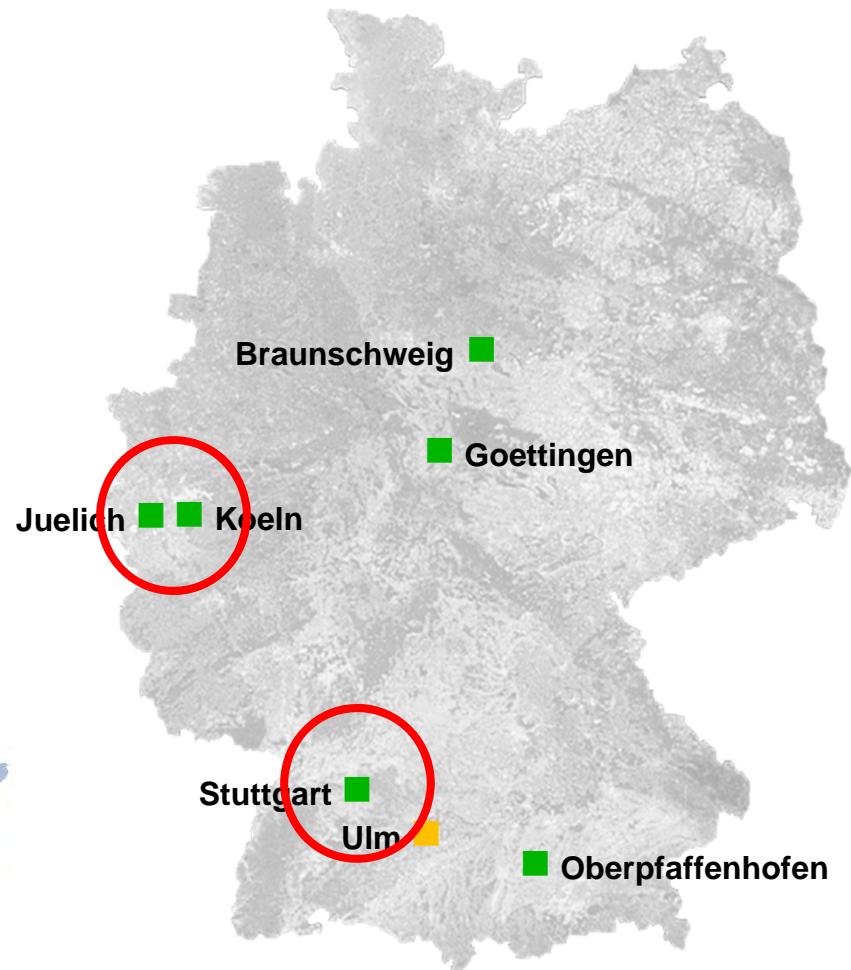 Braunschweig
Goettingen
Juelich
Koeln
Stuttgart
Ulm
Oberpfaffenhofen